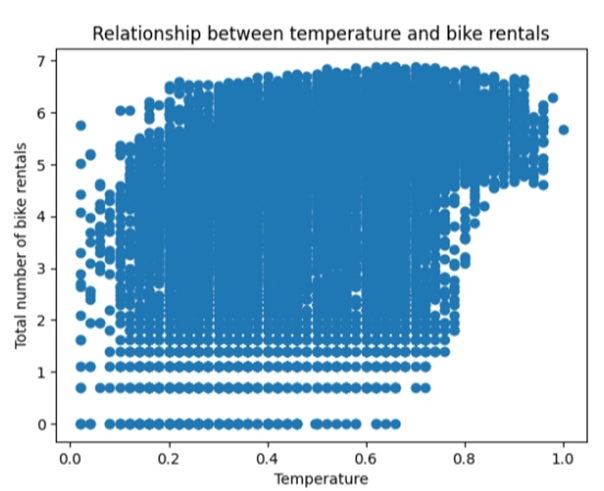 Relationship between temperature and bike rentals
7
6
5
4
3
2
1
0
Total number of bike rentals
0.0 0.2 0.4 0.6 0.8 1.0
Temperature